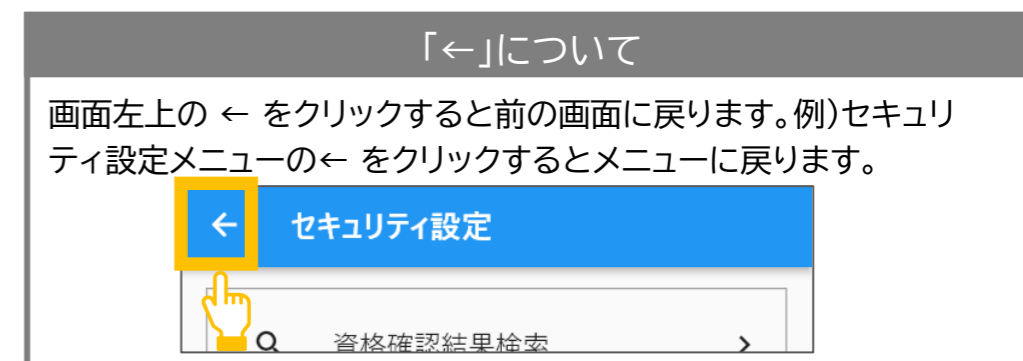 「←」について
画面左上の ← をクリックすると前の画面に戻ります。例)セキュリ
ティ設定メニューの← をクリックするとメニューに戻ります。
← セキュリティ設定
資格確認結果検索 >